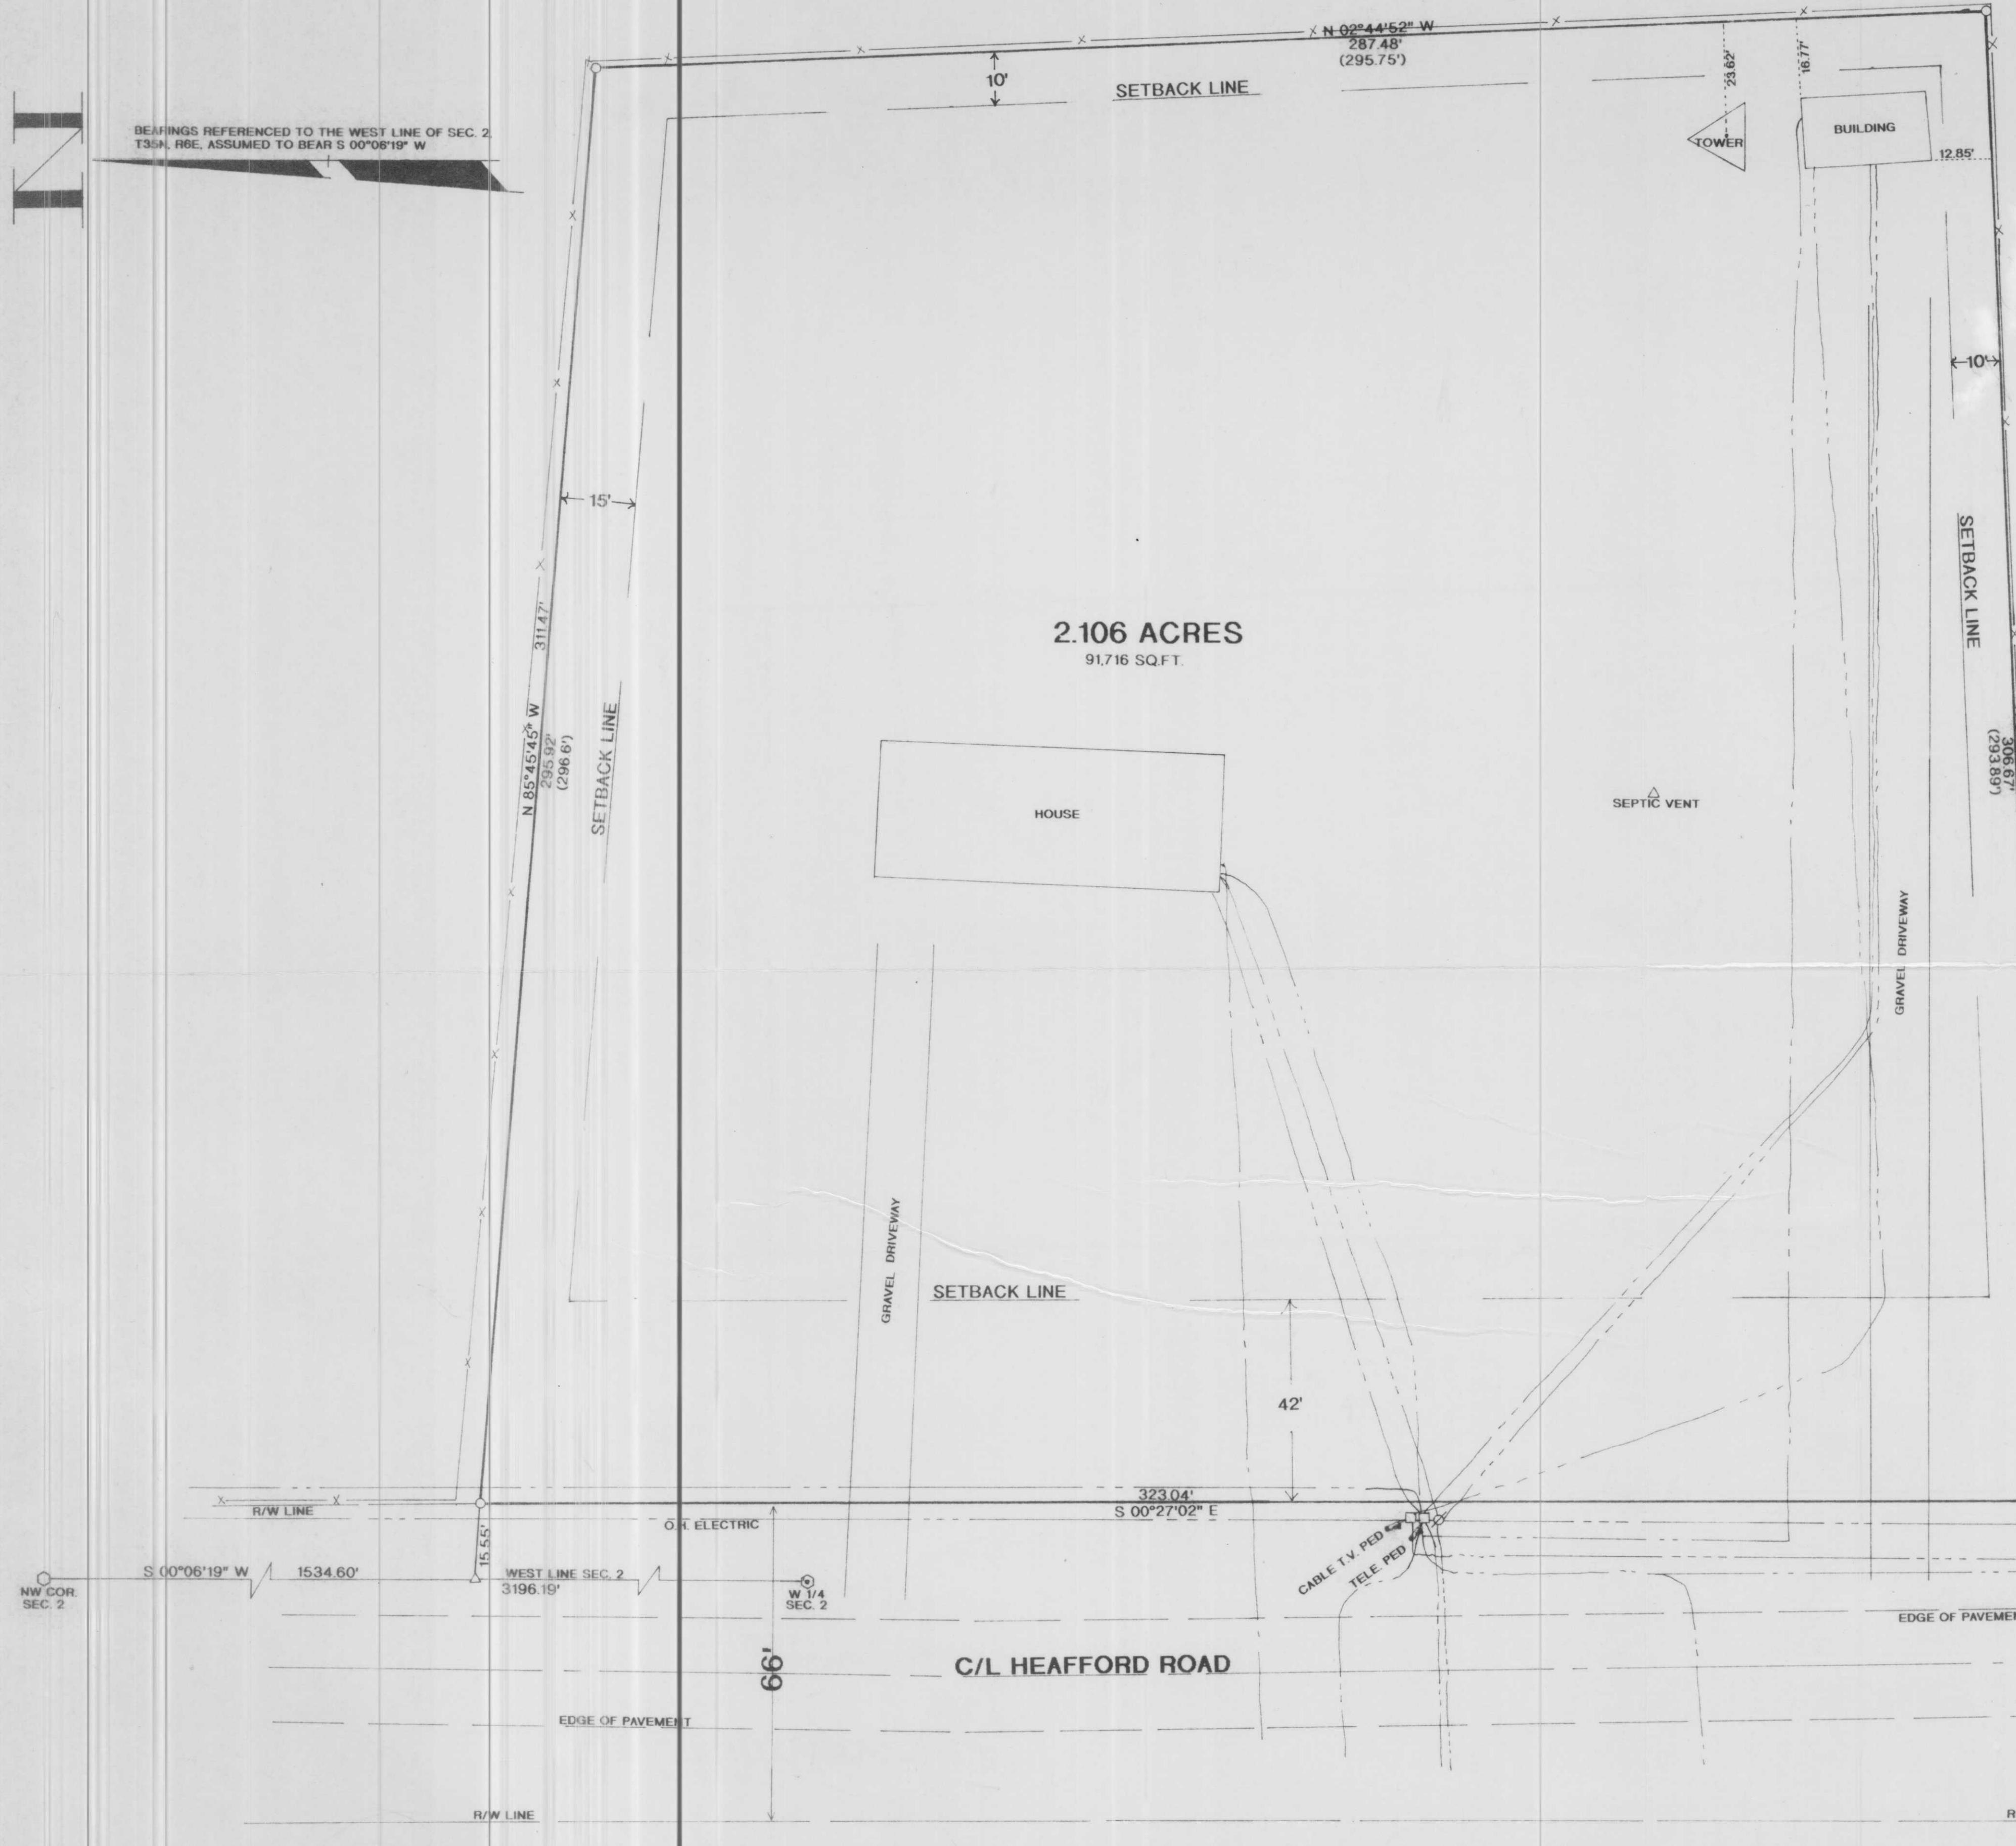 N
BEARINGS REFERENCED TO THE WEST LINE OF SEC. 2,
T35N, R6E, ASSUMED TO BEAR S 00°06'19" W
N 02°44'52" W
287.48'
(295.75')
10'
SETBACK LINE
23.62'
16.77'
TOWER
BUILDING
12.85'
10'
15'
SETBACK LINE
311.47'
N 85°45'45" W
295.92'
(296.6')
SETBACK LINE
306.67'
(293.89')
2.106 ACRES
91,716 SQ.FT.
HOUSE
SEPTIC VENT
GRAVEL DRIVEWAY
GRAVEL DRIVEWAY
SETBACK LINE
42'
323.04'
S 00°27'02" E
R/W LINE
O.H. ELECTRIC
15.55'
CABLE T.V. PED
TELE. PED
S 00°06'19" W
1534.60'
WEST LINE SEC. 2
3196.19'
NW COR.
SEC. 2
W 1/4
SEC. 2
EDGE OF PAVEME
66'
C/L HEAFFORD ROAD
EDGE OF PAVEMENT
R/W LINE
R